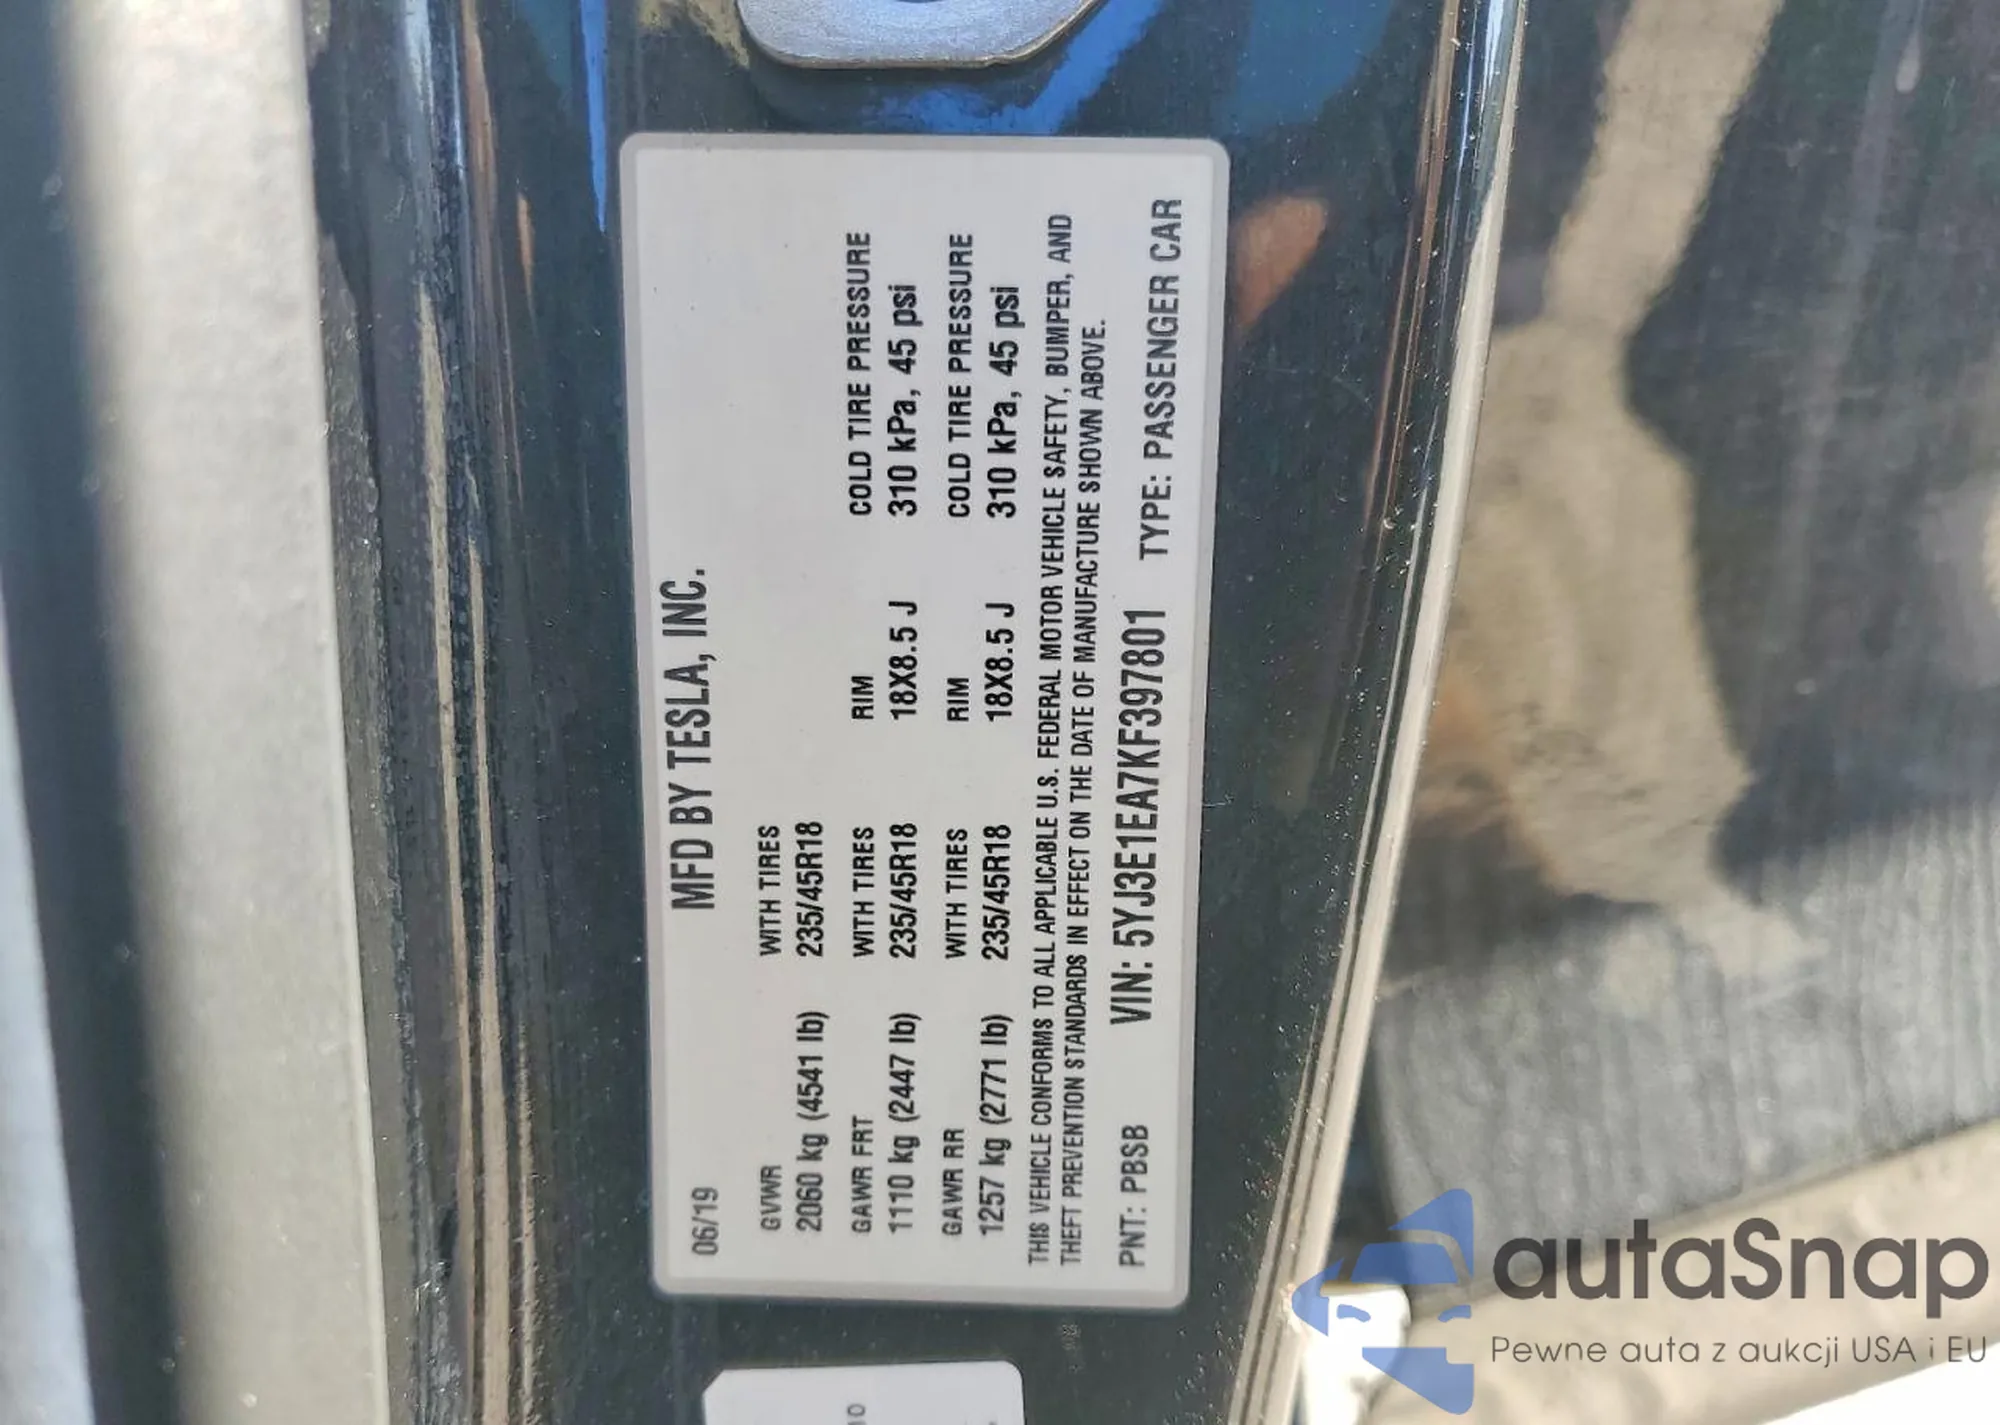 MFD BY TESLA, INC.
06/19
GVWR WITH TIRES
2060 kg (4541 lb) 235/45R18
GAWR FRT WITH TIRES RIM COLD TIRE PRESSURE
1110 kg (2447 lb) 235/45R18 18X8.5 J 310 kPa, 45 psi
GAWR RR WITH TIRES RIM COLD TIRE PRESSURE
1257 kg (2771 lb) 235/45R18 18X8.5 J 310 kPa, 45 psi
THIS VEHICLE CONFORMS TO ALL APPLICABLE U.S. FEDERAL MOTOR VEHICLE SAFETY, BUMPER, AND
THEFT PREVENTION STANDARDS IN EFFECT ON THE DATE OF MANUFACTURE SHOWN ABOVE.
PNT: PBSB VIN: 5YJ3E1EA7KF397801 TYPE: PASSENGER CAR
autaSnap
Pewne auta z aukcji USA i EU